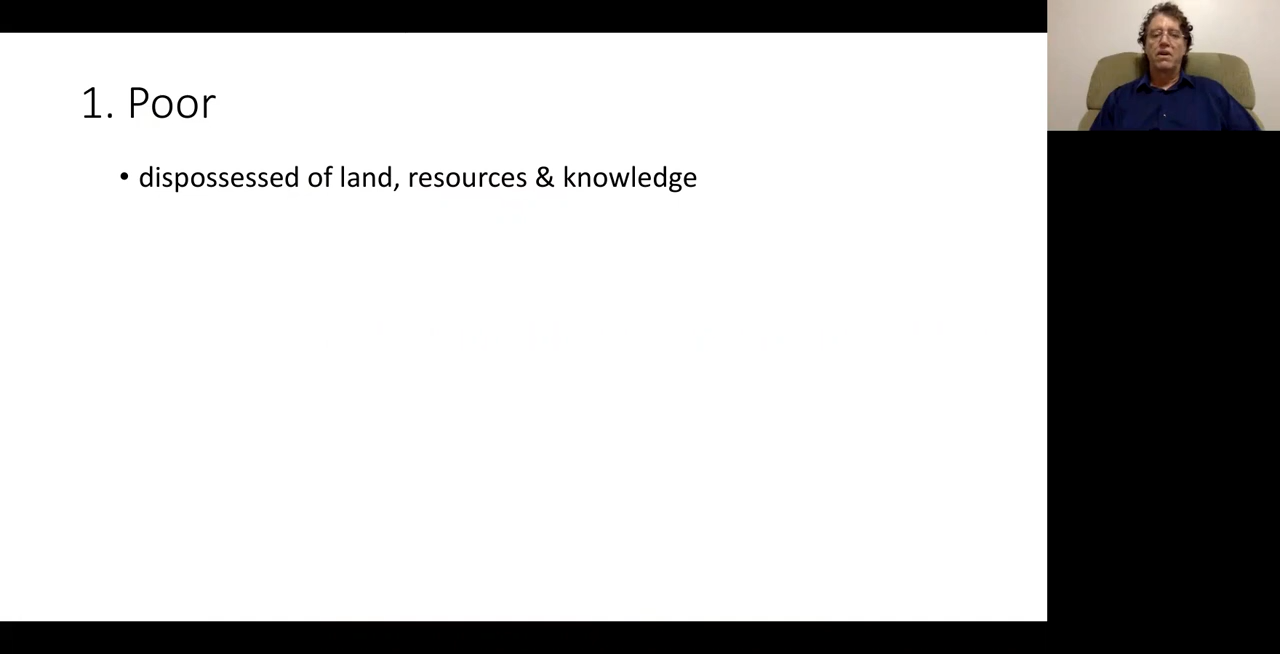 1. Poor
• dispossessed of land, resources & knowledge